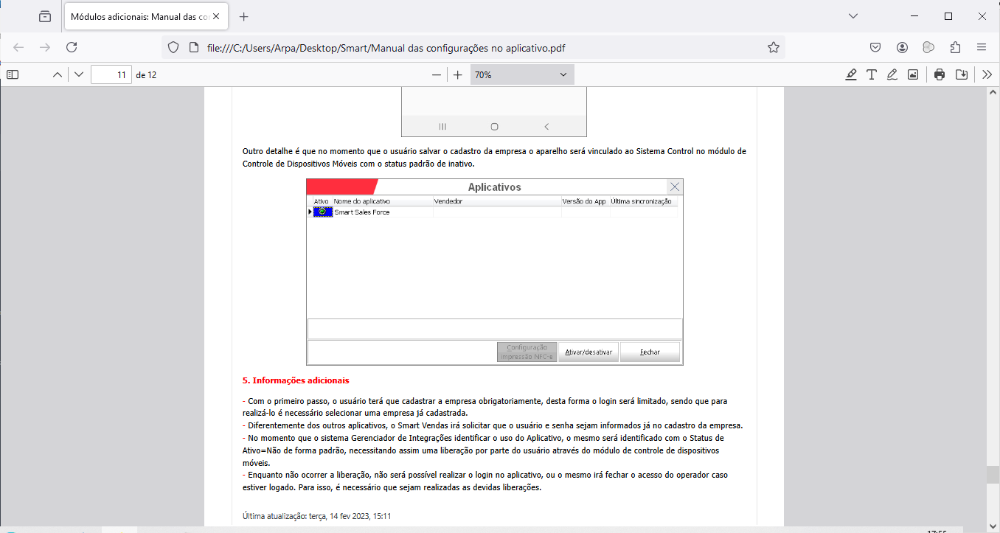 Módulos adicionais: Manual das co
file:///C:/Users/Arpa/Desktop/Smart/Manual das configurações no aplicativo.pdf
11 de 12
70%
Outro detalhe é que no momento que o usuário salvar o cadastro da empresa o aparelho será vinculado ao Sistema Control no módulo de
Controle de Dispositivos Móveis com o status padrão de inativo.
Aplicativos
Ativo Nome do aplicativo Vendedor Versão do App Última sincronização
Smart Sales Force
Configuração
impressão NFC-e
Ativar/desativar
Fechar
5. Informações adicionais
- Com o primeiro passo, o usuário terá que cadastrar a empresa obrigatoriamente, desta forma o login será limitado, sendo que para
realizá-lo é necessário selecionar uma empresa já cadastrada.
- Diferentemente dos outros aplicativos, o Smart Vendas irá solicitar que o usuário e senha sejam informados já no cadastro da empresa.
- No momento que o sistema Gerenciador de Integrações identificar o uso do Aplicativo, o mesmo será identificado com o Status de
Ativo=Não de forma padrão, necessitando assim uma liberação por parte do usuário através do módulo de controle de dispositivos
móveis.
- Enquanto não ocorrer a liberação, não será possível realizar o login no aplicativo, ou o mesmo irá fechar o acesso do operador caso
estiver logado. Para isso, é necessário que sejam realizadas as devidas liberações.
Última atualização: terça, 14 fev 2023, 15:11